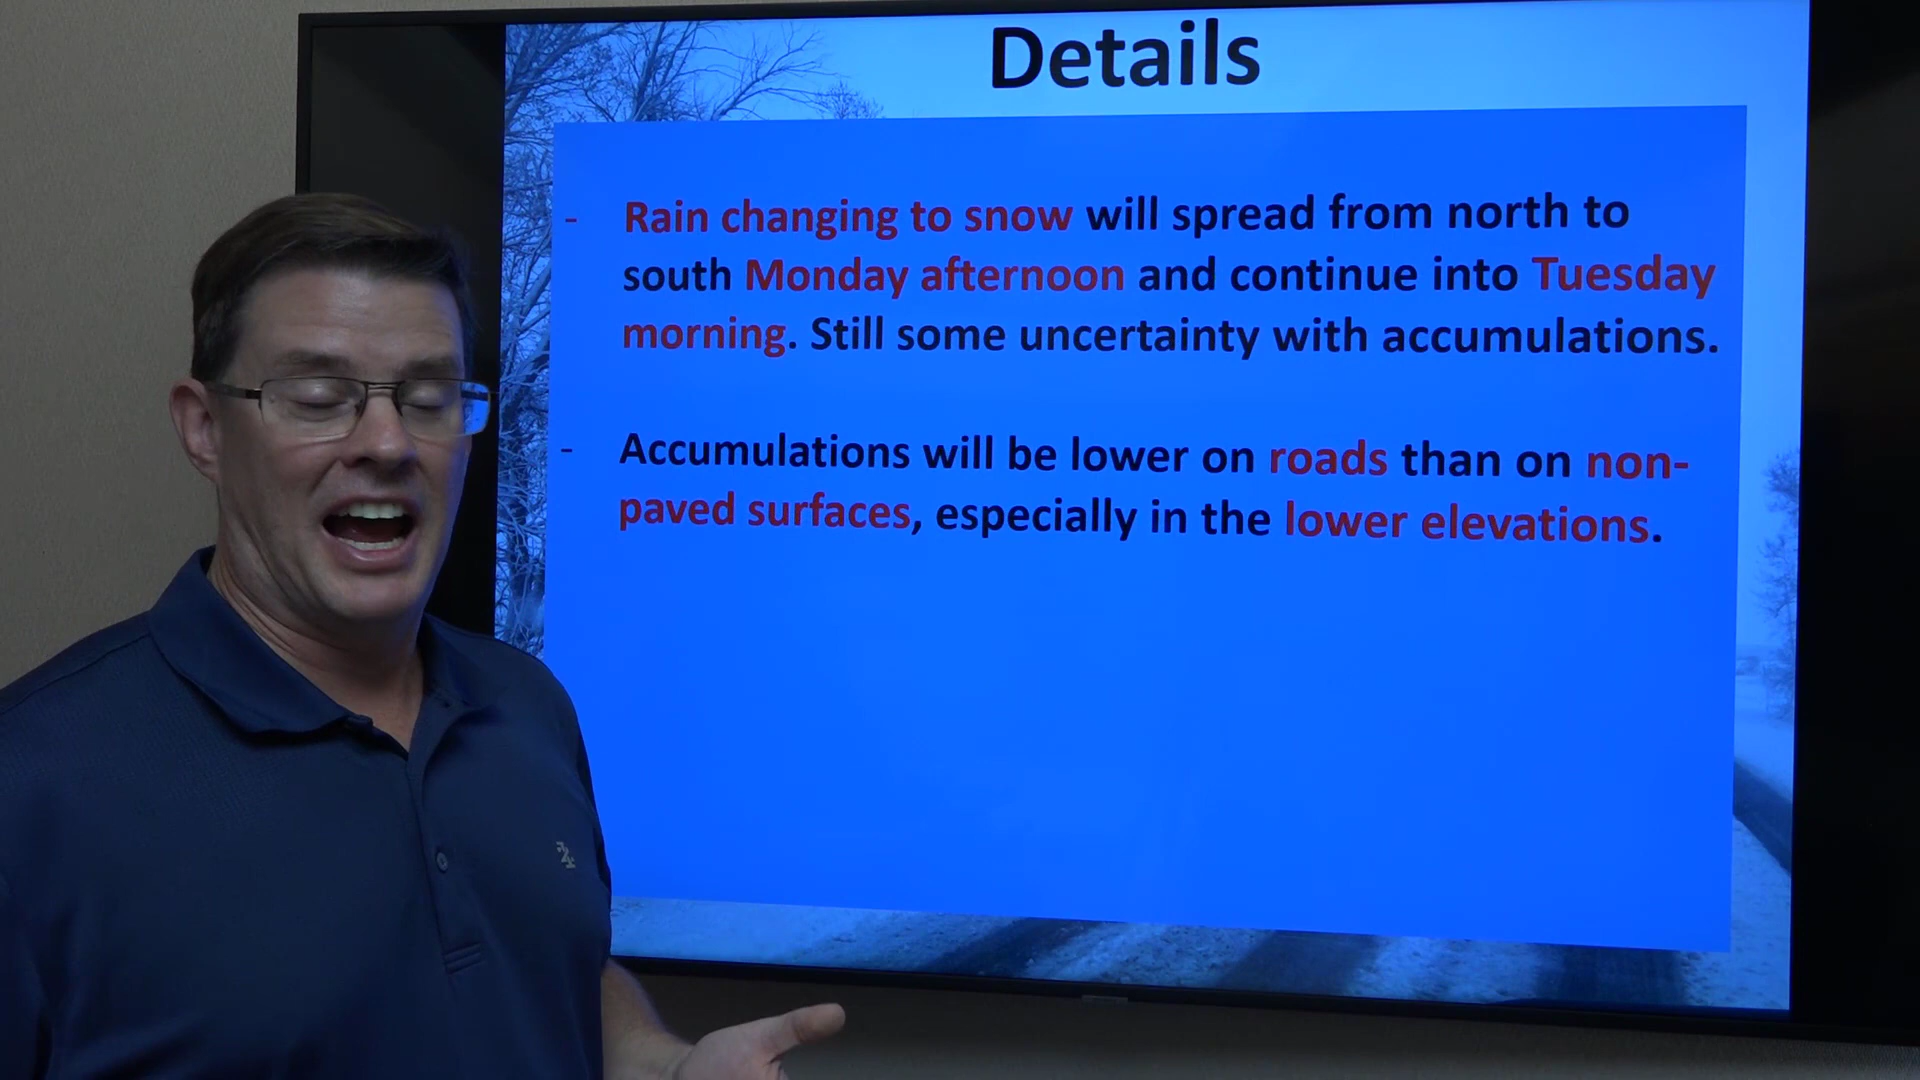 Details
- Rain changing to snow will spread from north to
south Monday afternoon and continue into Tuesday
morning. Still some uncertainty with accumulations.
- Accumulations will be lower on roads than on non-
paved surfaces, especially in the lower elevations.